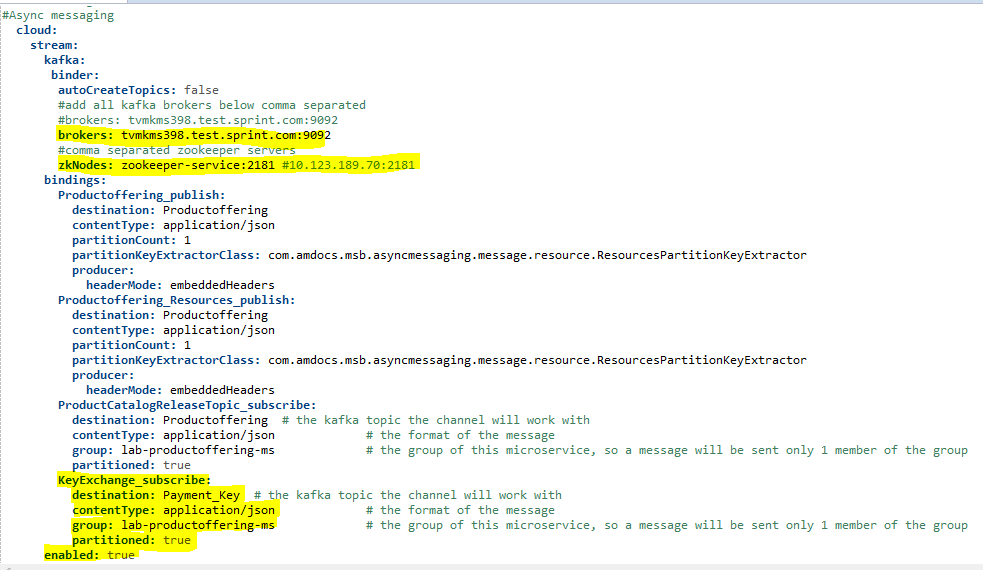 #Async messaging
cloud:
stream:
kafka:
binder:
autoCreateTopics: false
#add all kafka brokers below comma separated
#brokers: tvmkms398.test.sprint.com:9092
brokers: tvmkms398.test.sprint.com:9092
#comma separated zookeeper servers
zkNodes: zookeeper-service:2181 #10.123.189.70:2181
bindings:
Productoffering_publish:
destination: Productoffering
contentType: application/json
partitionCount: 1
partitionKeyExtractorClass: com.amdocs.msb.asyncmessaging.message.resource.ResourcesPartitionKeyExtractor
producer:
headerMode: embeddedHeaders
Productoffering_Resources_publish:
destination: Productoffering
contentType: application/json
partitionCount: 1
partitionKeyExtractorClass: com.amdocs.msb.asyncmessaging.message.resource.ResourcesPartitionKeyExtractor
producer:
headerMode: embeddedHeaders
ProductCatalogReleaseTopic_subscribe:
destination: Productoffering # the kafka topic the channel will work with
contentType: application/json # the format of the message
group: lab-productoffering-ms # the group of this microservice, so a message will be sent only 1 member of the group
partitioned: true
KeyExchange_subscribe:
destination: Payment_Key # the kafka topic the channel will work with
contentType: application/json # the format of the message
group: lab-productoffering-ms # the group of this microservice, so a message will be sent only 1 member of the group
partitioned: true
enabled: true